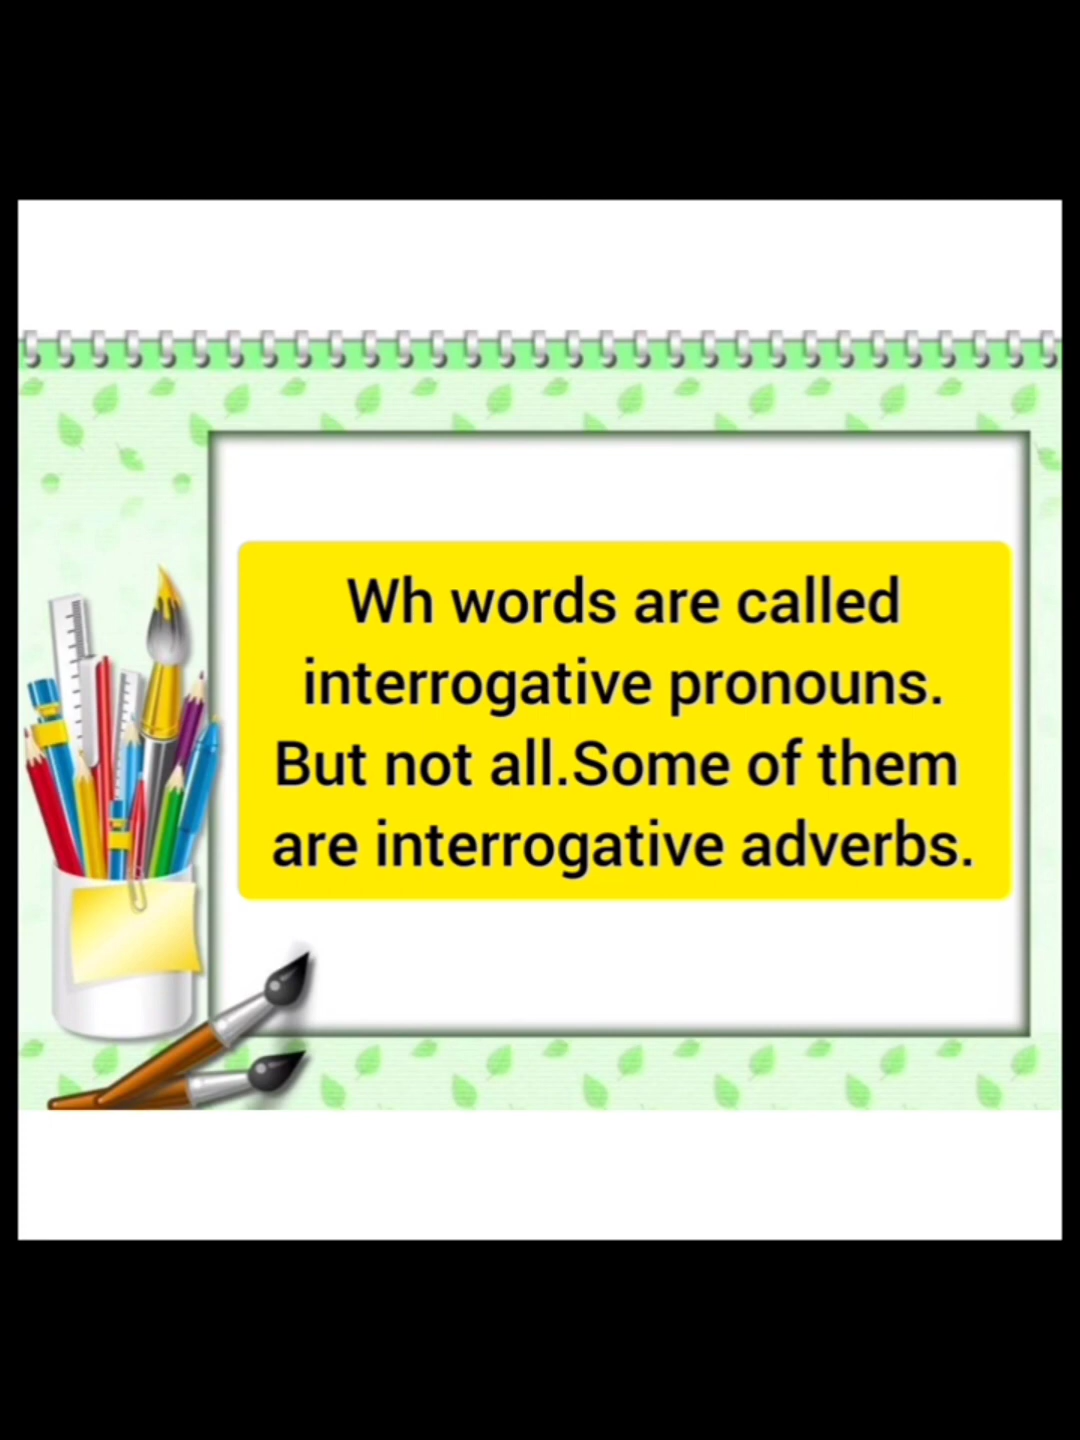 Wh words are called
interrogative pronouns.
But not all.Some of them
are interrogative adverbs.